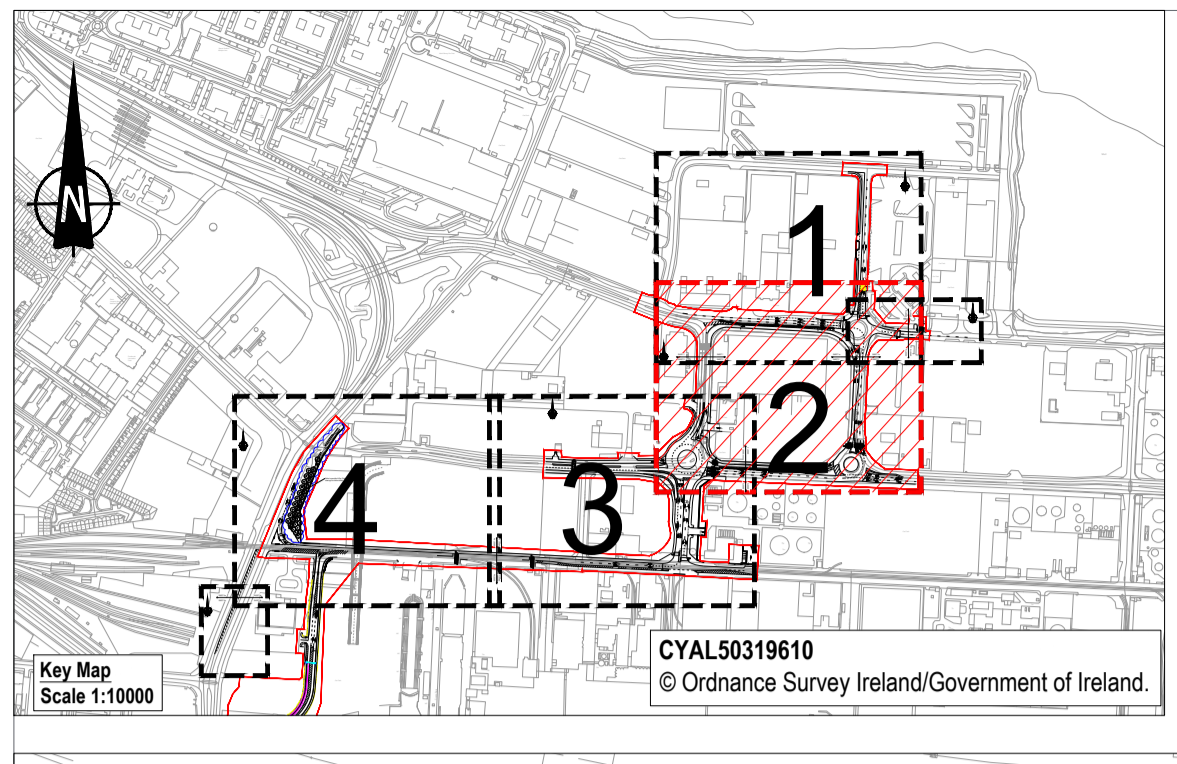 N
1
2
3
4
Key Map
Scale 1:10000
CYAL50319610
© Ordnance Survey Ireland/Government of Ireland.